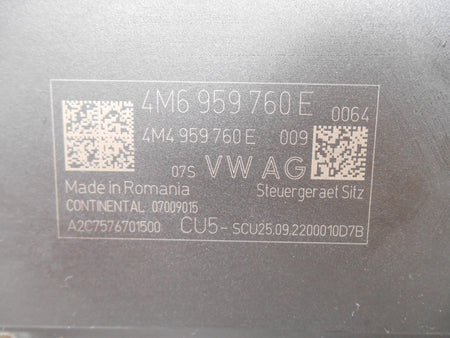 4M6 959 760 E 0064
4M4 959 760 E 009
07S VW AG
Made in Romania Steuergeraet Sitz
CONTINENTAL 07009015
A2C7576701500 CU5-SCU25.09.2200010D7B